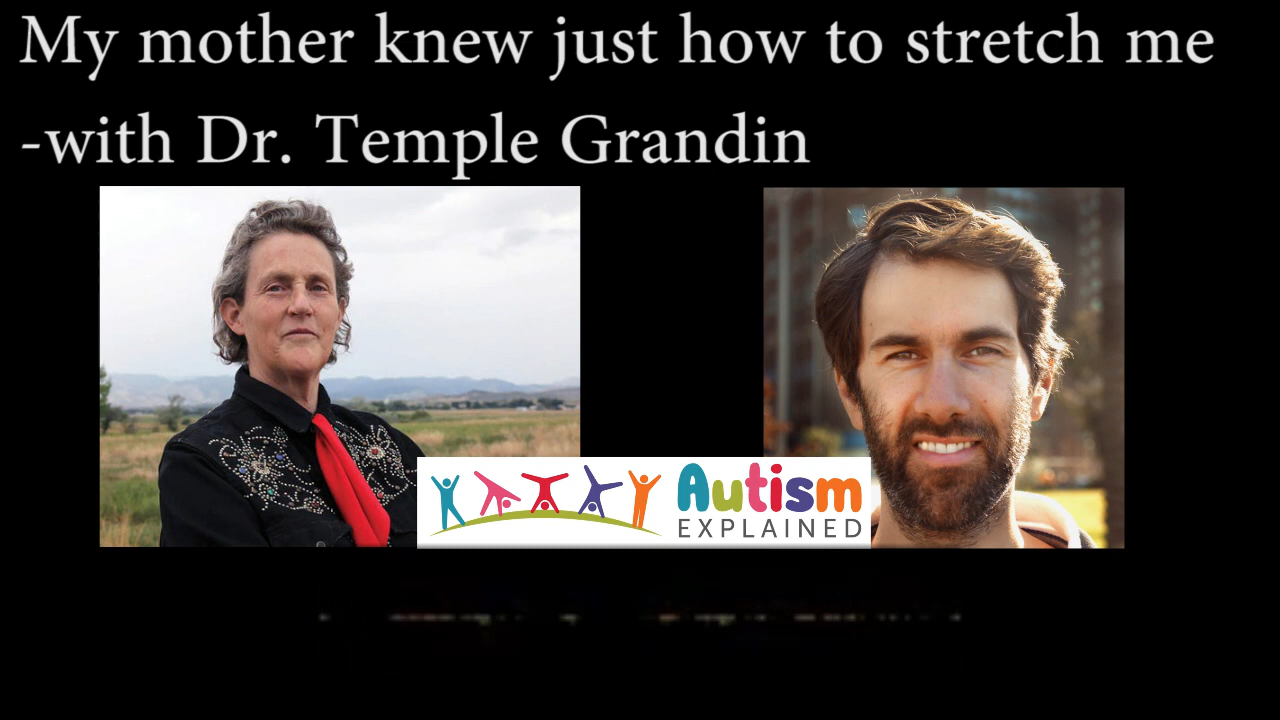 My mother knew just how to stretch me
-with Dr. Temple Grandin
Autism
EXPLAINED